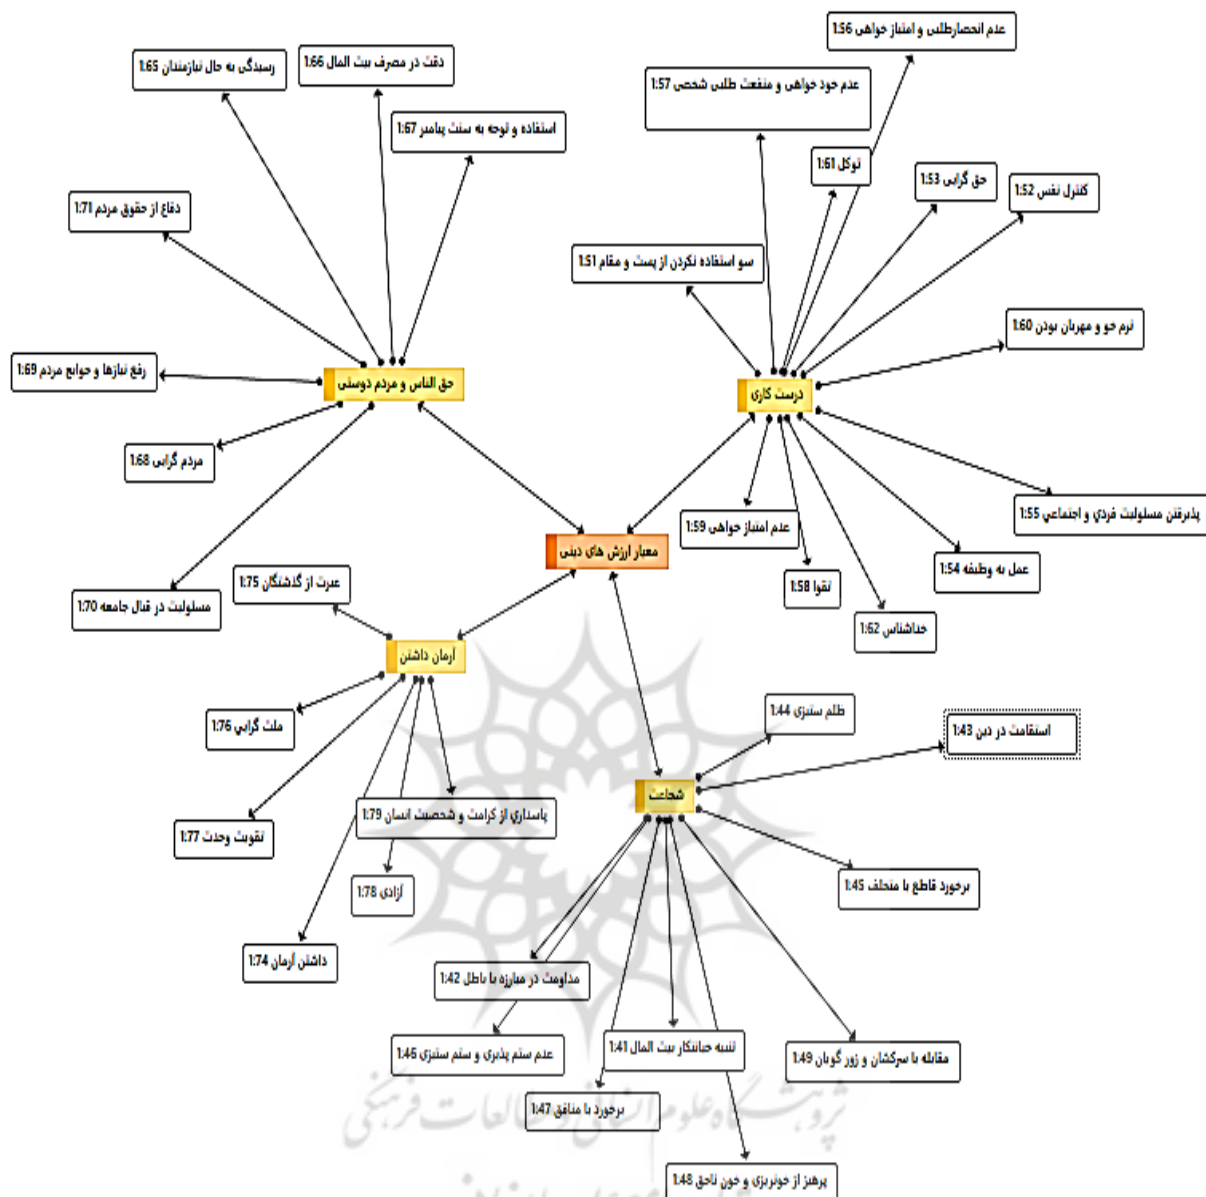 عدم انحصارطلبی و امتیاز خواهی 1:56
دقت در مصرف بیت المال 1:66
رسیدگی به حال نیازمندان 1:65
عدم خود خواهی و منفعت طلبی شخصی 1:57
استفاده و توجه به سنت پیامبر 1:67
توکل 1:61
حق گرایی 1:53
کنترل نفس 1:52
دفاع از حقوق مردم 1:71
سو استفاده نکردن از پست و مقام 1:51
نرم خو و مهربان بودن 1:60
رفع نیازها و حوایج مردم 1:69
حق الناس و مردم دوستی
درست کاری
مردم گرایی 1:68
پذیرفتن مسئولیت فردي و اجتماعي 1:55
عدم امتیاز خواهی 1:59
معیار ارزش های دینی
عمل به وظیفه 1:54
تقوا 1:58
عبرت از گذشتگان 1:75
مسئولیت در قبال جامعه 1:70
خداشناس 1:62
آرمان داشتن
ظلم ستیزی 1:44
ملت گرایي 1:76
استقامت در دین 1:43
شجاعت
پاسداري از کرامت و شخصیت انسان 1:79
تقویت وحدت 1:77
آزادی 1:78
برخورد قاطع با متخلف 1:45
داشتن آرمان 1:74
مداومت در مبارزه با باطل 1:42
عدم ستم پذیری و ستم ستیزی 1:46
تنبیه خیانتکار بیت المال 1:41
مقابله با سرکشان و زور گویان 1:49
برخورد با منافق 1:47
پژوهشگاه علوم انسانی و مطالعات فرهنگی
پرهیز از خونریزی و خون ناحق 1:48